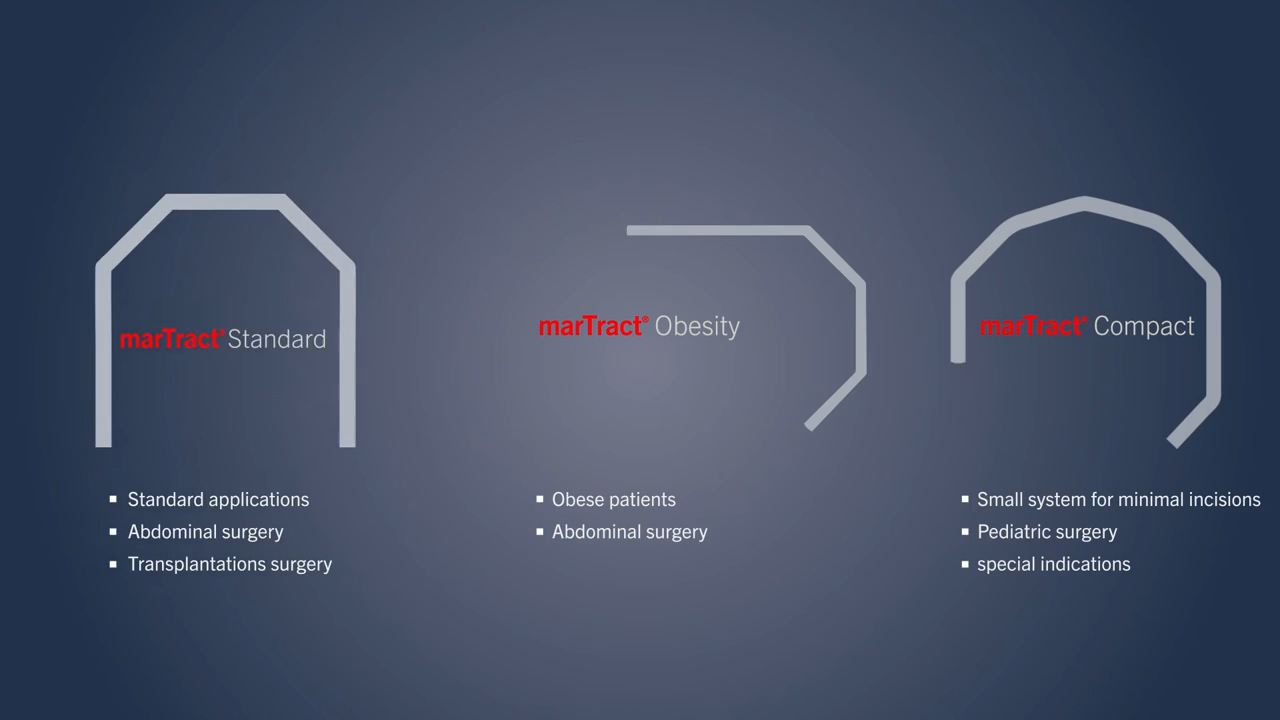 marTract® Standard
Standard applications
Abdominal surgery
Transplantations surgery
marTract® Obesity
Obese patients
Abdominal surgery
marTract® Compact
Small system for minimal incisions
Pediatric surgery
special indications